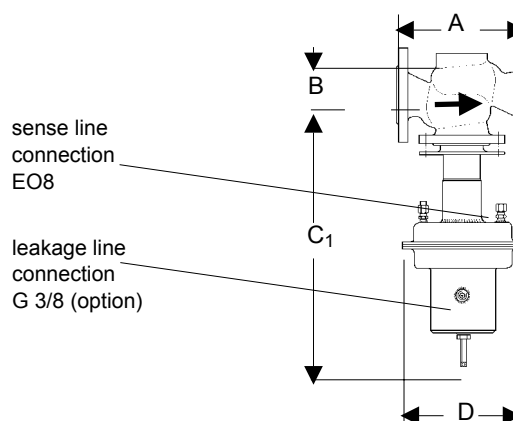 A
B
sense line
connection
EO8
C1
leakage line
connection
G 3/8 (option)
D